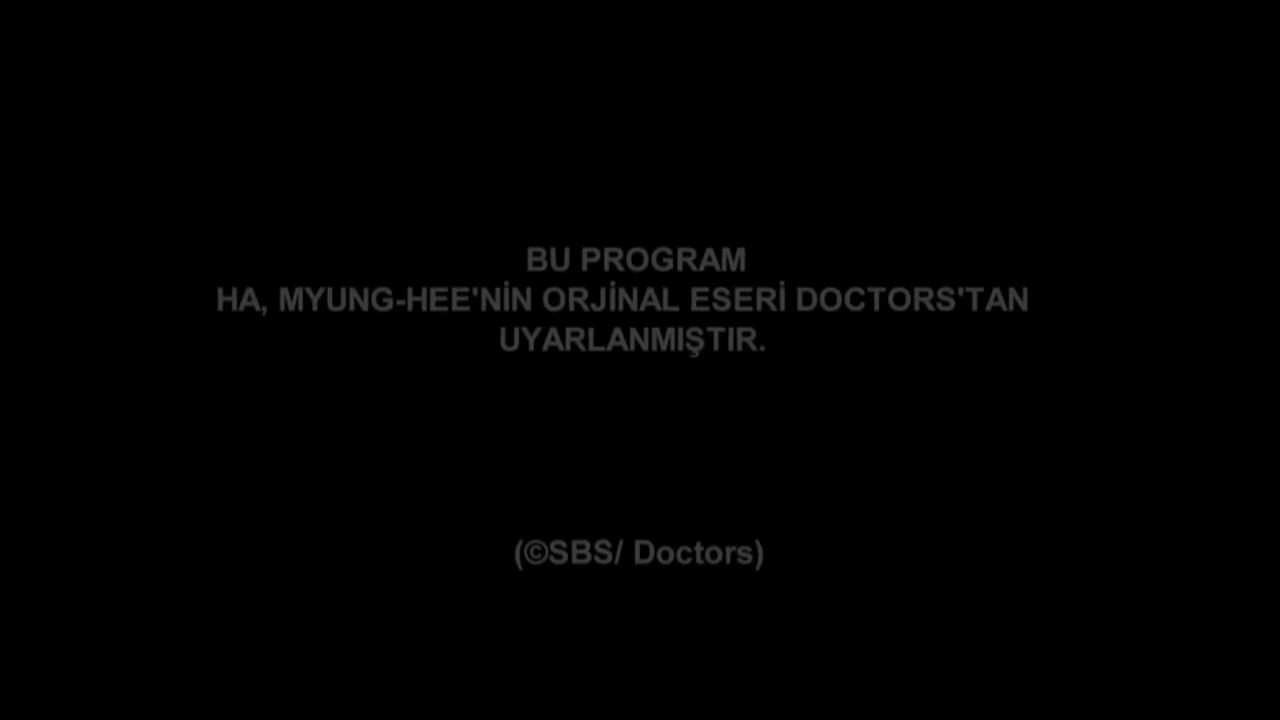 BU PROGRAM
HA, MYUNG-HEE'NİN ORJİNAL ESERİ DOCTORS'TAN
UYARLANMIŞTIR.
(©SBS/ Doctors)